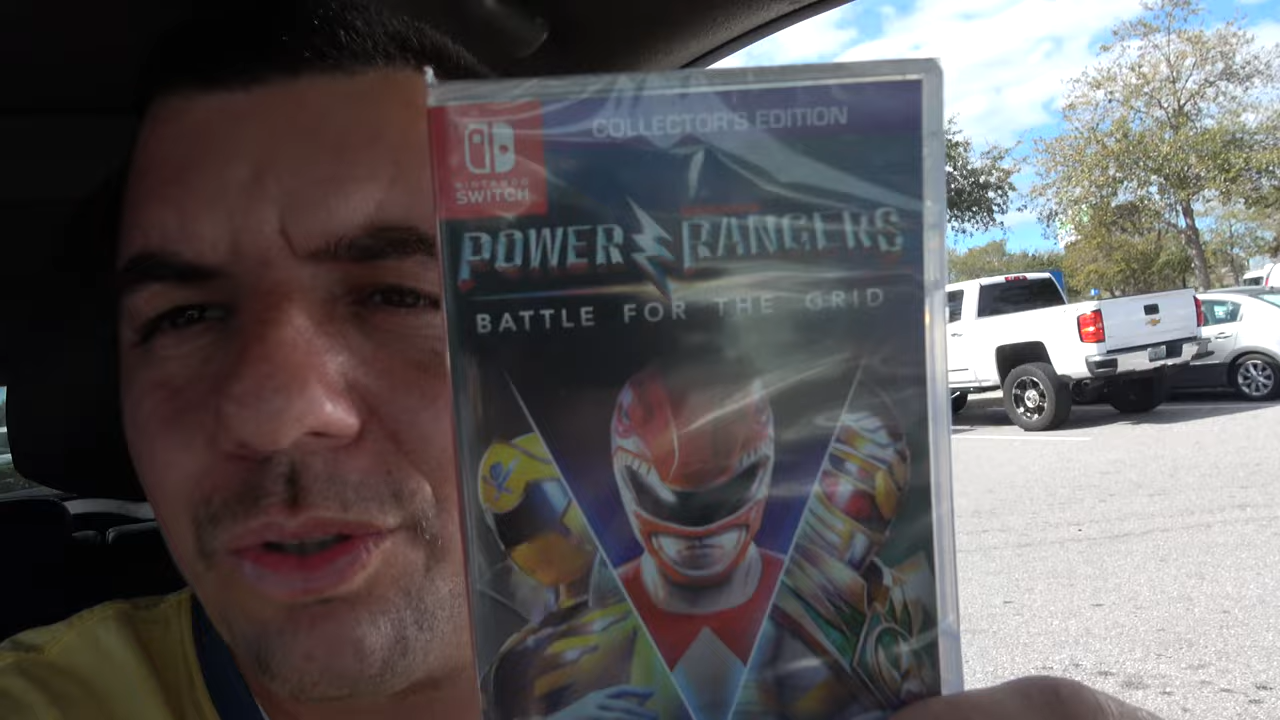 COLLECTOR'S EDITION
NINTENDO
SWITCH
POWER RANGERS
BATTLE FOR THE GRID